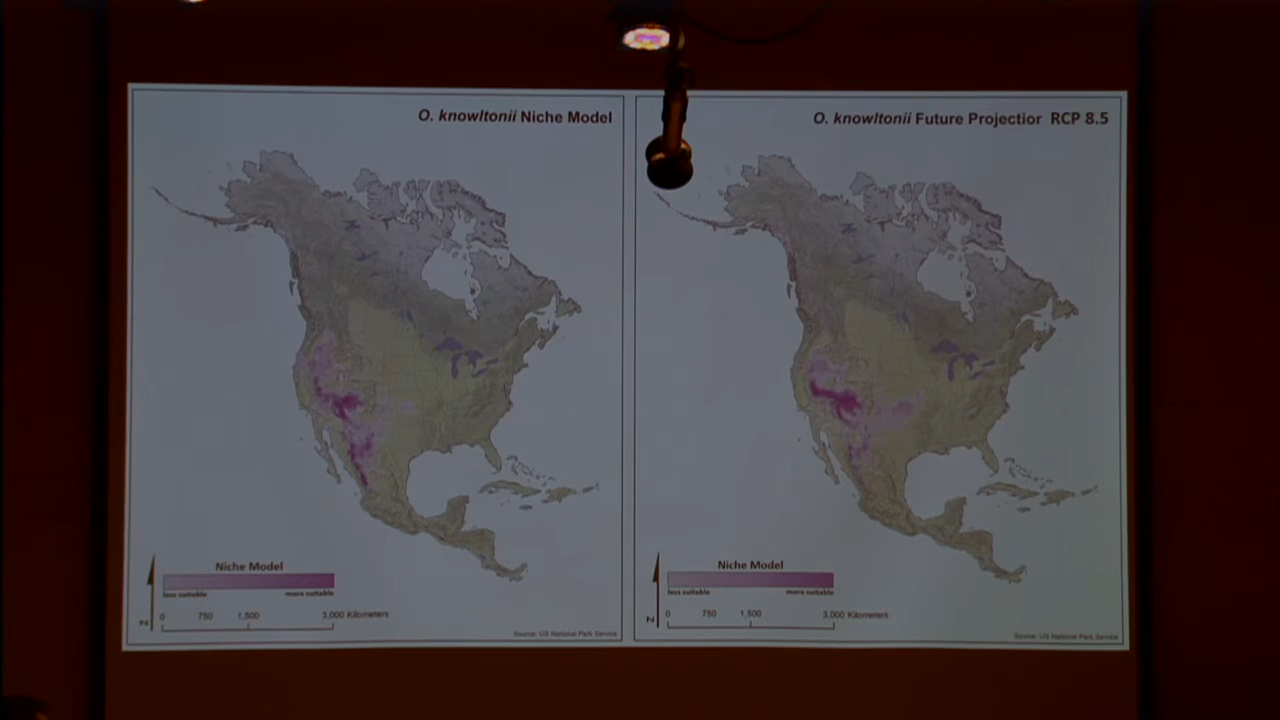 O. knowltonii Niche Model
Niche Model
less suitable more suitable
N
0 750 1,500 3,000 Kilometers
Source: US National Park Service
O. knowltonii Future Projectior RCP 8.5
Niche Model
less suitable more suitable
N
0 750 1,500 3,000 Kilometers
Source: US National Park Service